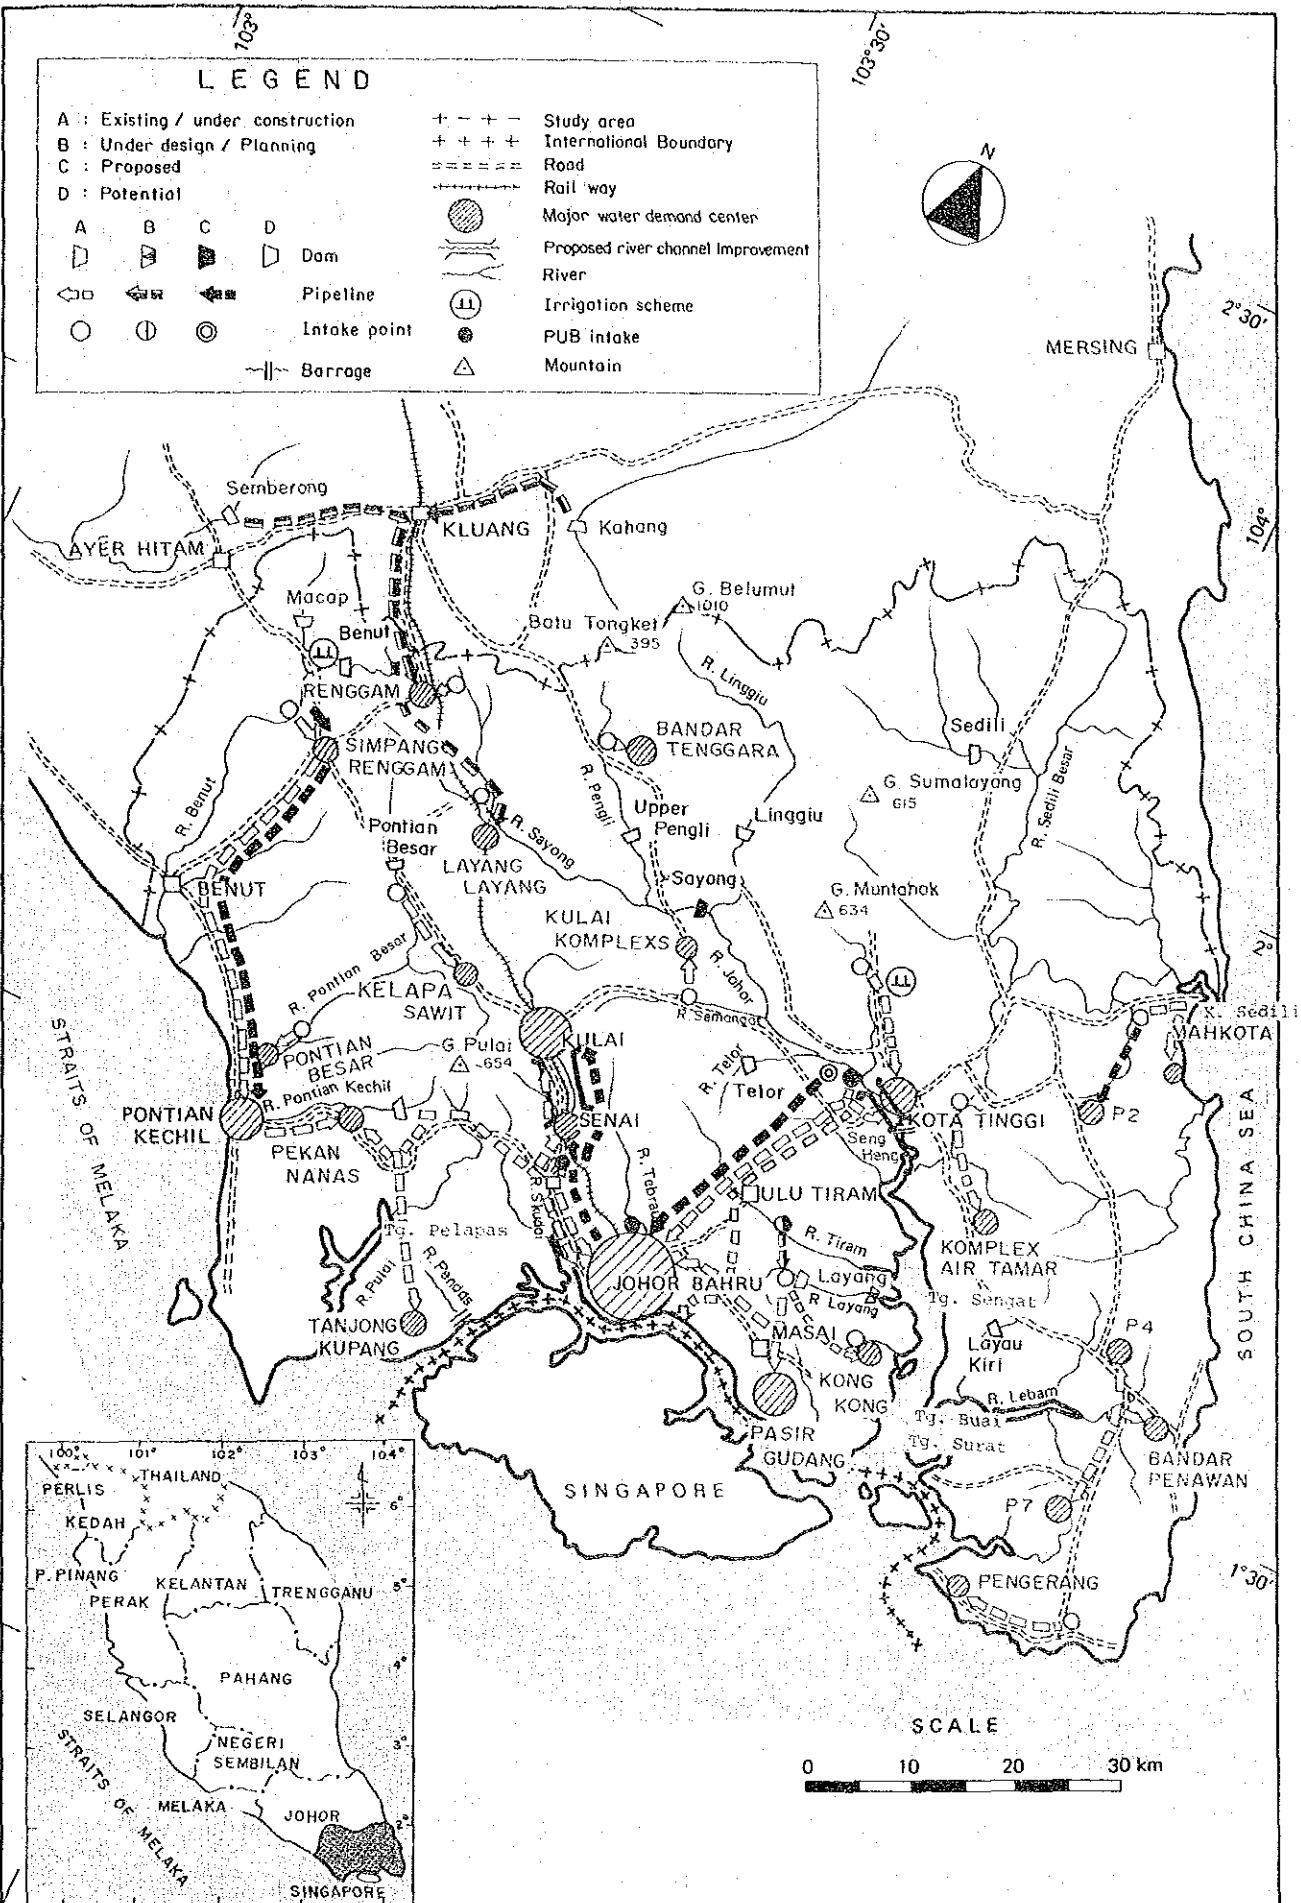 103°
103°30'
LEGEND
A : Existing / under construction
B : Under design / Planning
C : Proposed
D : Potential
A B C D
Dam
Pipeline
Intake point
Barrage
Study area
International Boundary
Road
Rail way
Major water demand center
Proposed river channel Improvement
River
Irrigation scheme
PUB intake
Mountain
N
2°30'
MERSING
Semberong
KLUANG
Kahang
AYER HITAM
104°
Macap
Benut
G. Belumut
1010
Batu Tongket
395
RENGGAM
R. Linggiu
SIMPANG
RENGGAM
BANDAR
TENGGARA
Sedili
R. Benut
R. Pengli
G. Sumalayang
615
R. Sedili Besar
Pontian
Besar
Upper
Pengli
Linggiu
R. Sayong
LAYANG
LAYANG
Sayong
BENUT
G. Muntahak
634
KULAI
KOMPLEXS
2°
R. Pontian Besar
R. Johor
KELAPA
SAWIT
R. Semangar
K. Sedili
MAHKOTA
STRAITS OF MELAKA
PONTIAN
BESAR
G. Pulai
654
KULAI
R. Telor
Telor
R. Pontian Kechil
PONTIAN
KECHIL
SENAI
KOTA TINGGI
P2
Seng
Heng
PEKAN
NANAS
R. Tebrau
R. Skudai
ULU TIRAM
SOUTH CHINA SEA
Tg. Pelapas
R. Tiram
KOMPLEX
AIR TAMAR
R. Pulai
R. Pandas
JOHOR BAHRU
Layang
R Layang
Tg. Sengat
TANJONG
KUPANG
MASAI
Layau
Kiri
P4
KONG
KONG
R. Lebam
Tg. Buai
Tg. Surat
PASIR
GUDANG
BANDAR
PENAWAN
SINGAPORE
P7
PENGERANG
1°30'
100° 101° 102° 103° 104°
THAILAND
PERLIS
6°
KEDAH
P. PINANG
KELANTAN
TRENGGANU
5°
PERAK
4°
PAHANG
SELANGOR
NEGERI
SEMBILAN
3°
STRAITS OF MELAKA
MELAKA
JOHOR
2°
SINGAPORE
SCALE
0 10 20 30 km